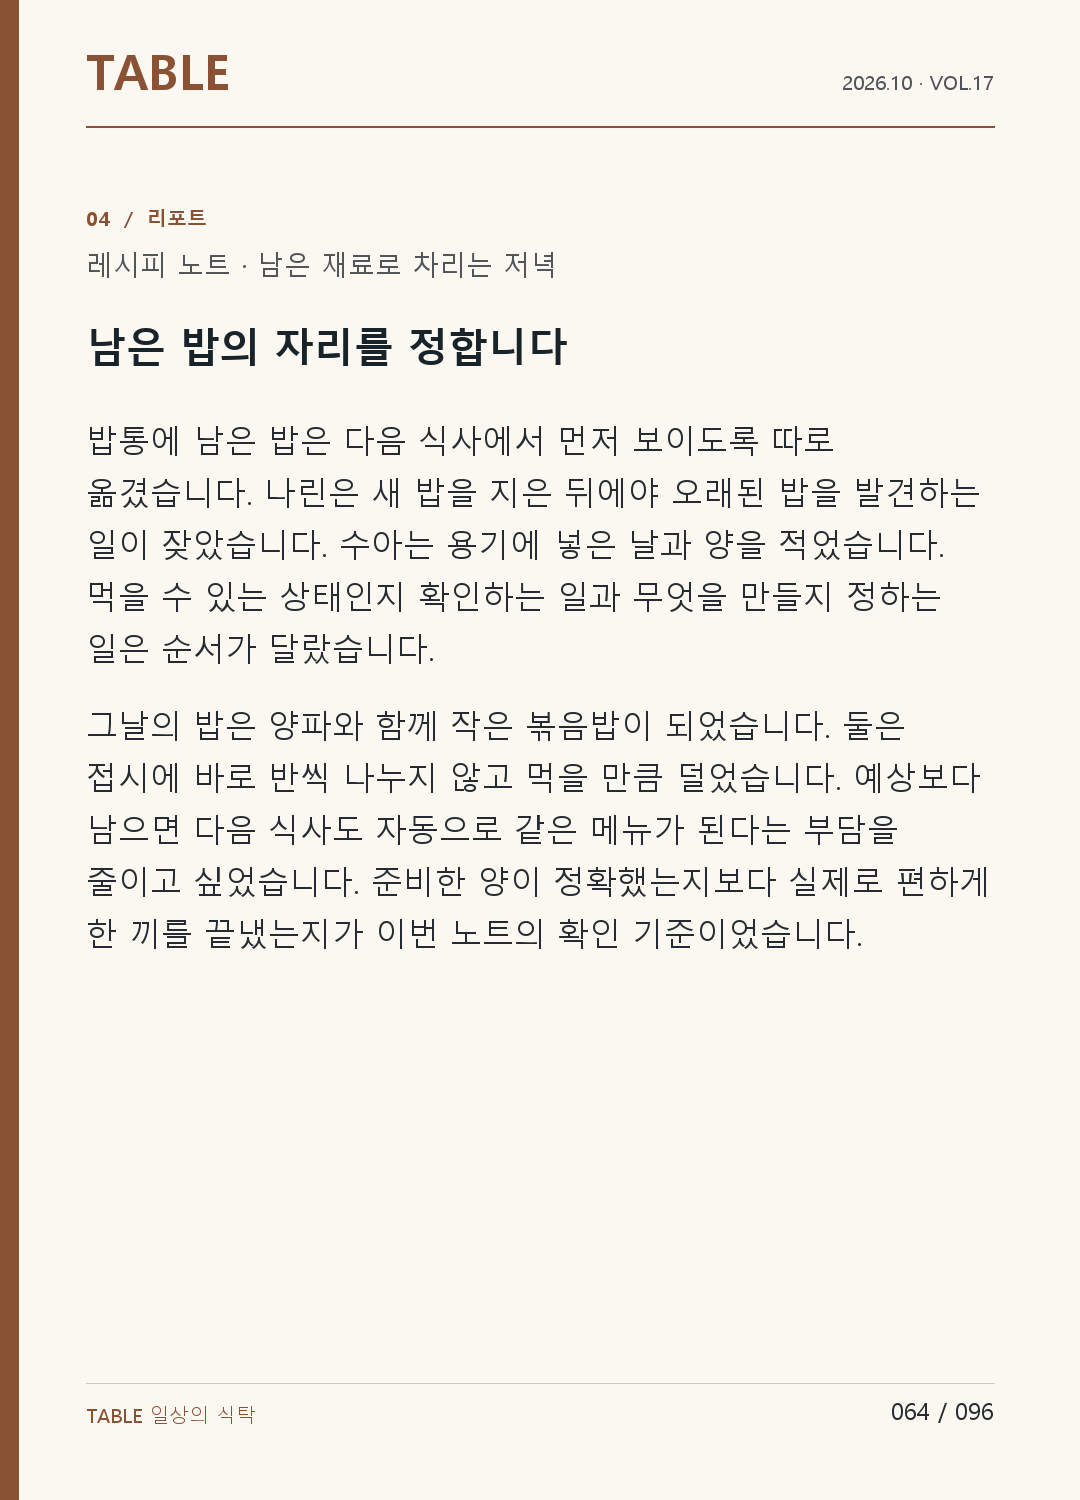 TABLE
2026.10 · VOL.17
04 / 리포트
레시피 노트 · 남은 재료로 차리는 저녁
남은 밥의 자리를 정합니다
밥통에 남은 밥은 다음 식사에서 먼저 보이도록 따로
옮겼습니다. 나린은 새 밥을 지은 뒤에야 오래된 밥을 발견하는
일이 잦았습니다. 수아는 용기에 넣은 날과 양을 적었습니다.
먹을 수 있는 상태인지 확인하는 일과 무엇을 만들지 정하는
일은 순서가 달랐습니다.
그날의 밥은 양파와 함께 작은 볶음밥이 되었습니다. 둘은
접시에 바로 반씩 나누지 않고 먹을 만큼 덜었습니다. 예상보다
남으면 다음 식사도 자동으로 같은 메뉴가 된다는 부담을
줄이고 싶었습니다. 준비한 양이 정확했는지보다 실제로 편하게
한 끼를 끝냈는지가 이번 노트의 확인 기준이었습니다.
TABLE 일상의 식탁
064 / 096